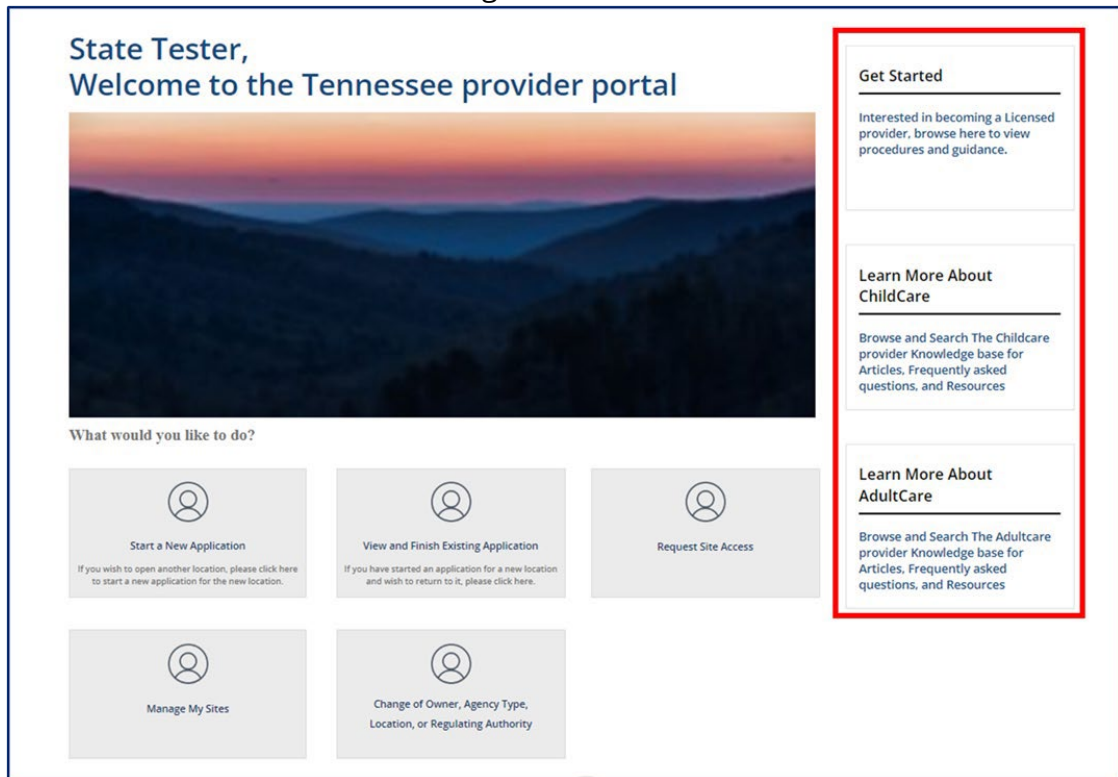 State Tester,
Welcome to the Tennessee provider portal
What would you like to do?
Start a New Application
If you wish to open another location, please click here
to start a new application for the new location.
View and Finish Existing Application
If you have started an application for a new location
and wish to return to it, please click here.
Request Site Access
Manage My Sites
Change of Owner, Agency Type,
Location, or Regulating Authority
Get Started
Interested in becoming a Licensed
provider, browse here to view
procedures and guidance.
Learn More About
ChildCare
Browse and Search The Childcare
provider Knowledge base for
Articles, Frequently asked
questions, and Resources
Learn More About
AdultCare
Browse and Search The Adultcare
provider Knowledge base for
Articles, Frequently asked
questions, and Resources